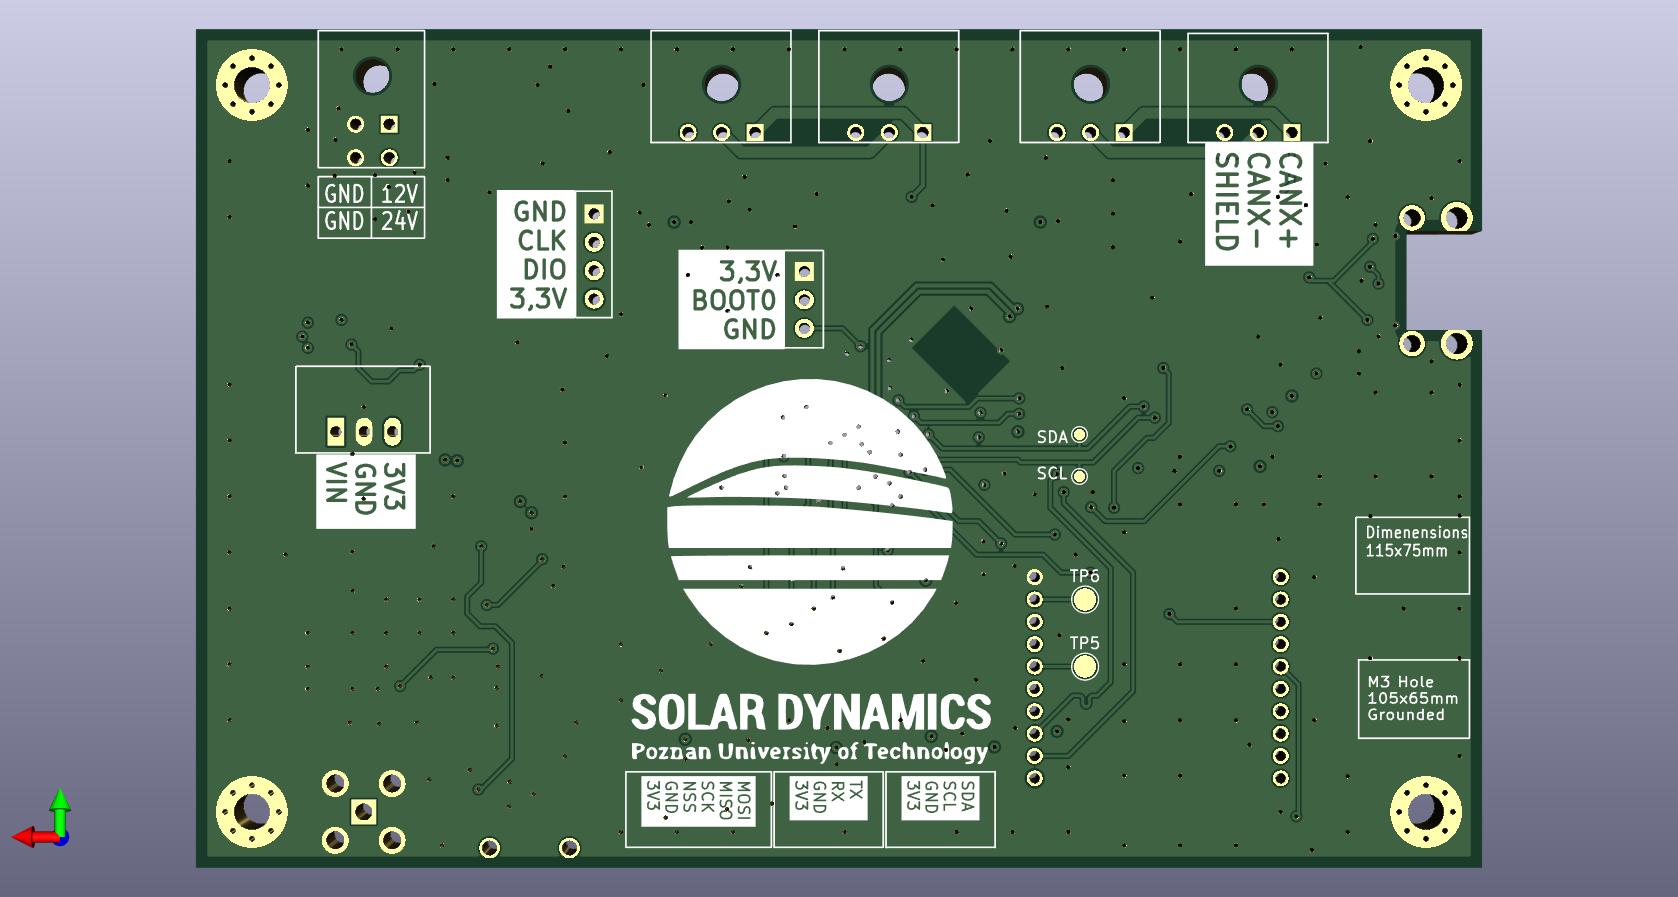 GND 12V
GND 24V
GND
CLK
DIO
3,3V
3,3V
BOOT0
GND
CANX+
CANX-
SHIELD
3V3
GND
VIN
SDA
SCL
TP6
TP5
Dimenensions
115x75mm
M3 Hole
105x65mm
Grounded
SOLAR DYNAMICS
Poznan University of Technology
MOSI
MISO
SCK
NSS
GND
3V3
TX
RX
GND
3V3
SDA
SCL
GND
3V3